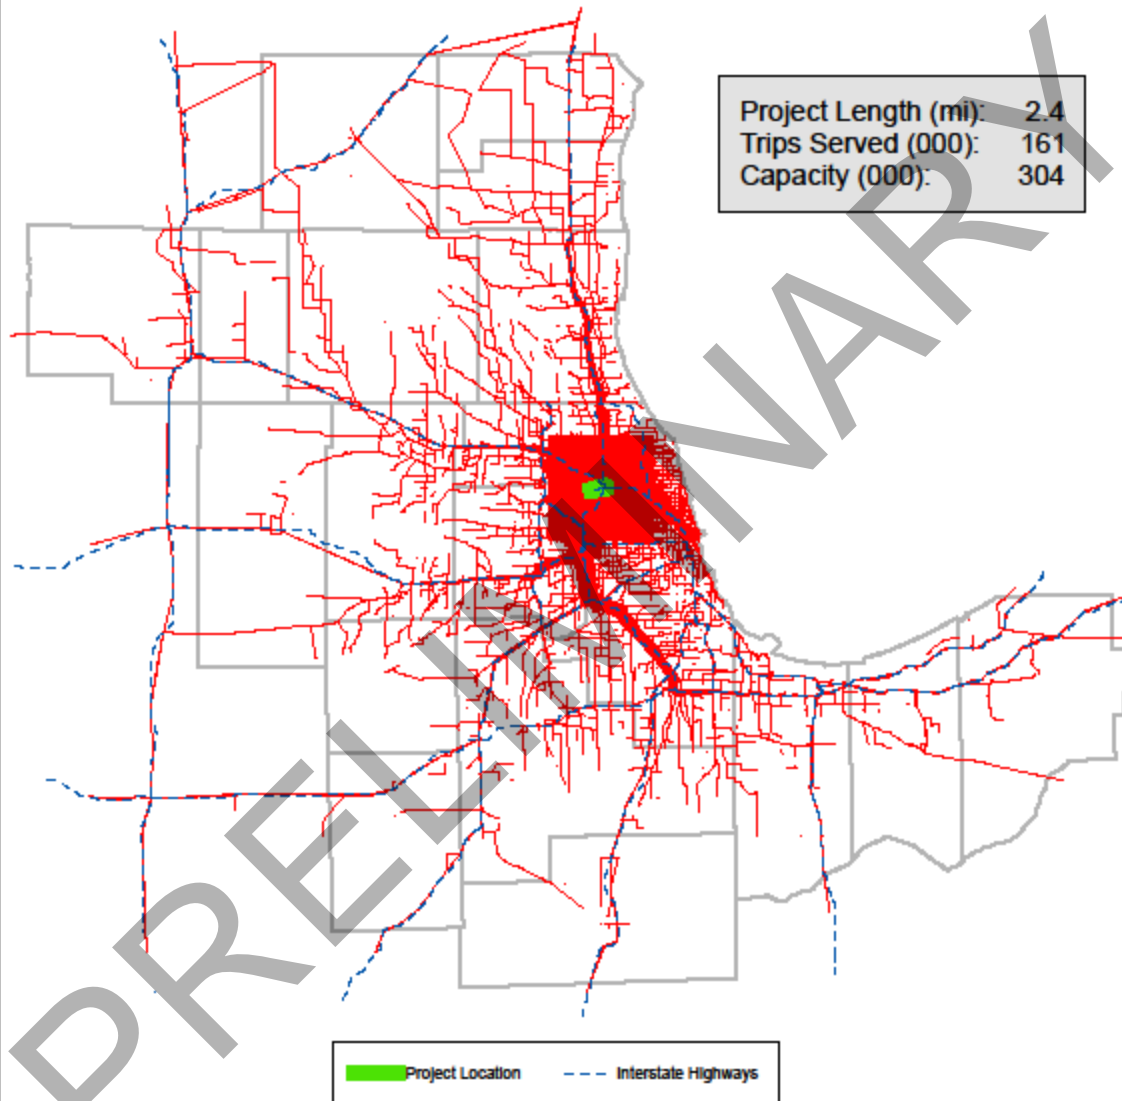 Project Length (mi): 2.4
Trips Served (000): 161
Capacity (000): 304
PRELIMINARY
Project Location
Interstate Highways